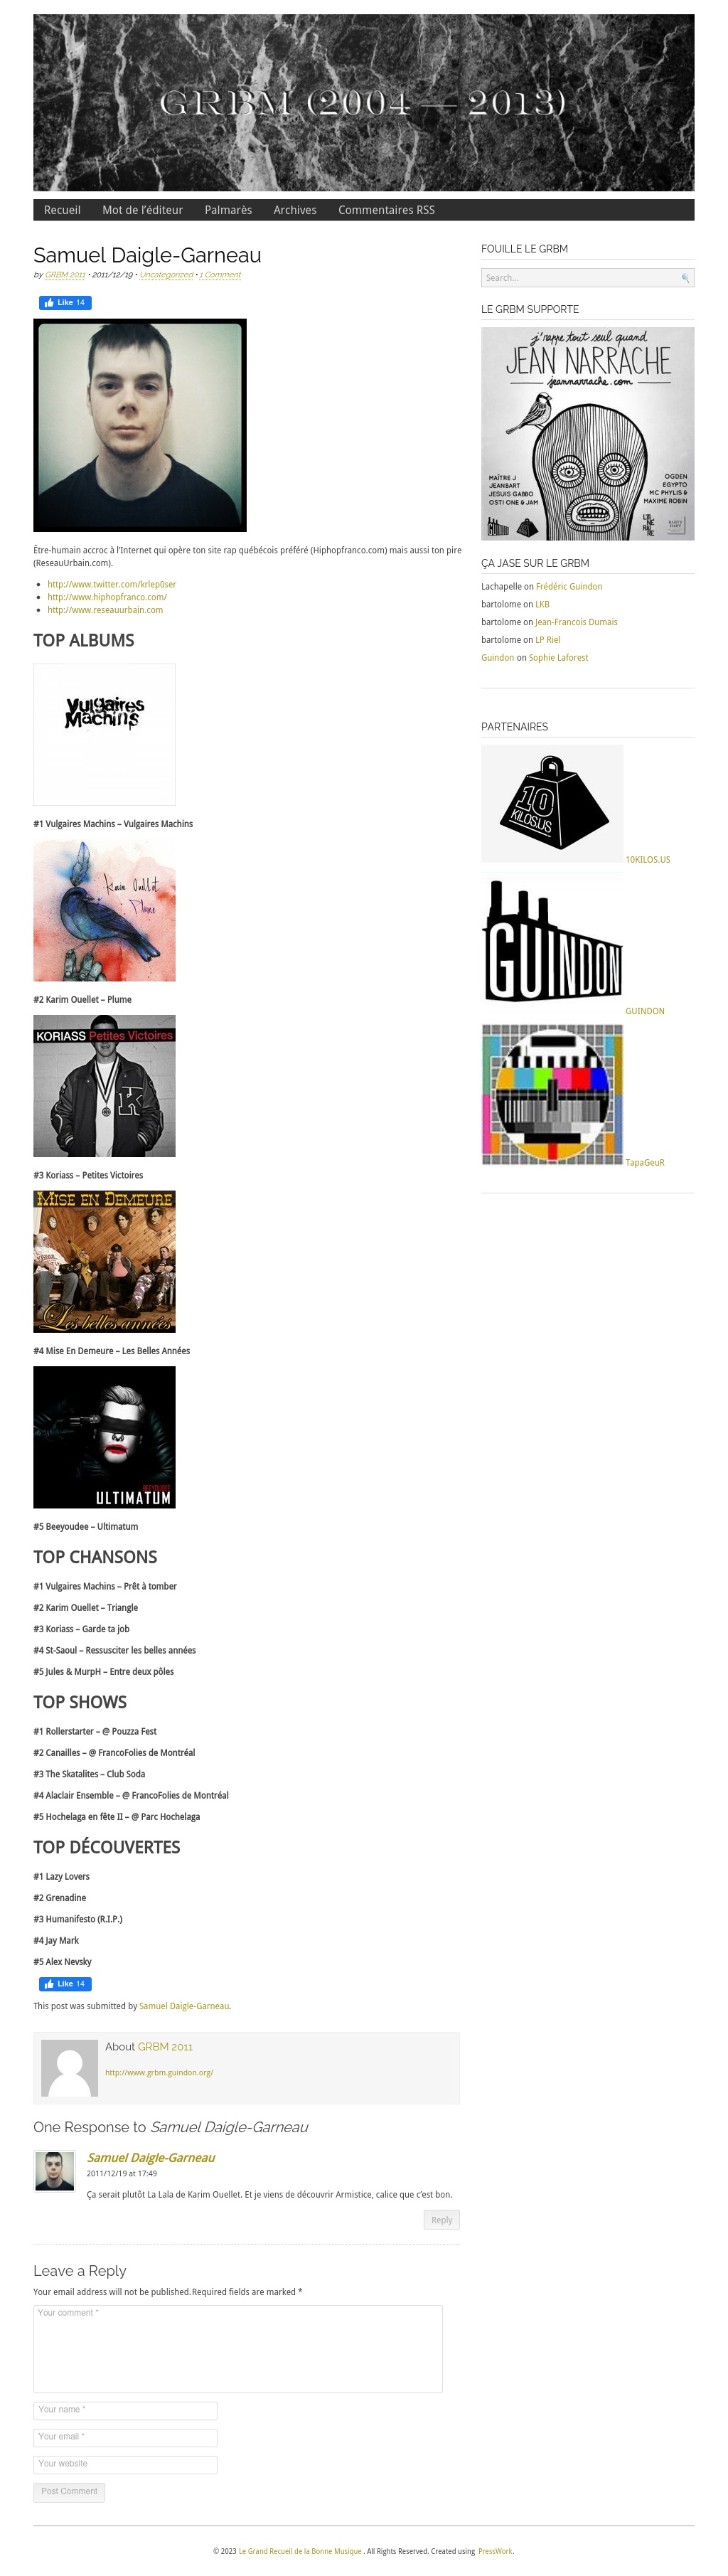 GRBM (2004 — 2013)
Recueil Mot de l'éditeur Palmarès Archives Commentaires RSS
Samuel Daigle-Garneau
by GRBM 2011 • 2011/12/19 • Uncategorized • 1 Comment
Like 14
Être-humain accroc à l'Internet qui opère ton site rap québécois préféré (Hiphopfranco.com) mais aussi ton pire
(ReseauUrbain.com).
http://www.twitter.com/krlep0ser
http://www.hiphopfranco.com/
http://www.reseauurbain.com
TOP ALBUMS
Vulgaires
Machins
#1 Vulgaires Machins – Vulgaires Machins
Karim Ouellet
Plume
#2 Karim Ouellet – Plume
KORIASS Petites Victoires
K
#3 Koriass – Petites Victoires
MISE EN DEMEURE
Les belles années
#4 Mise En Demeure – Les Belles Années
BEEYOUDEE
ULTIMATUM
#5 Beeyoudee – Ultimatum
TOP CHANSONS
#1 Vulgaires Machins – Prêt à tomber
#2 Karim Ouellet – Triangle
#3 Koriass – Garde ta job
#4 St-Saoul – Ressusciter les belles années
#5 Jules & MurpH – Entre deux pôles
TOP SHOWS
#1 Rollerstarter – @ Pouzza Fest
#2 Canailles – @ FrancoFolies de Montréal
#3 The Skatalites – Club Soda
#4 Alaclair Ensemble – @ FrancoFolies de Montréal
#5 Hochelaga en fête II – @ Parc Hochelaga
TOP DÉCOUVERTES
#1 Lazy Lovers
#2 Grenadine
#3 Humanifesto (R.I.P.)
#4 Jay Mark
#5 Alex Nevsky
Like 14
This post was submitted by Samuel Daigle-Garneau.
About GRBM 2011
http://www.grbm.guindon.org/
One Response to Samuel Daigle-Garneau
Samuel Daigle-Garneau
2011/12/19 at 17:49
Ça serait plutôt La Lala de Karim Ouellet. Et je viens de découvrir Armistice, calice que c'est bon.
Reply
Leave a Reply
Your email address will not be published.Required fields are marked *
Your comment *
Your name *
Your email *
Your website
Post Comment
FOUILLE LE GRBM
Search...
LE GRBM SUPPORTE
j'rappe tout seul quand
JEAN NARRACHE
jeannarrache.com
MAÎTRE J
JEANBART
JESUIS GABBO
OSTI ONE & JAM
OGDEN
EGYPTO
MC PHYLIS &
MAXIME ROBIN
ÇA JASE SUR LE GRBM
Lachapelle on Frédéric Guindon
bartolome on LKB
bartolome on Jean-Francois Dumais
bartolome on LP Riel
Guindon on Sophie Laforest
PARTENAIRES
10
KILOS.US
10KILOS.US
GUINDON
GUINDON
TapaGeuR
© 2023 Le Grand Recueil de la Bonne Musique . All Rights Reserved. Created using PressWork.